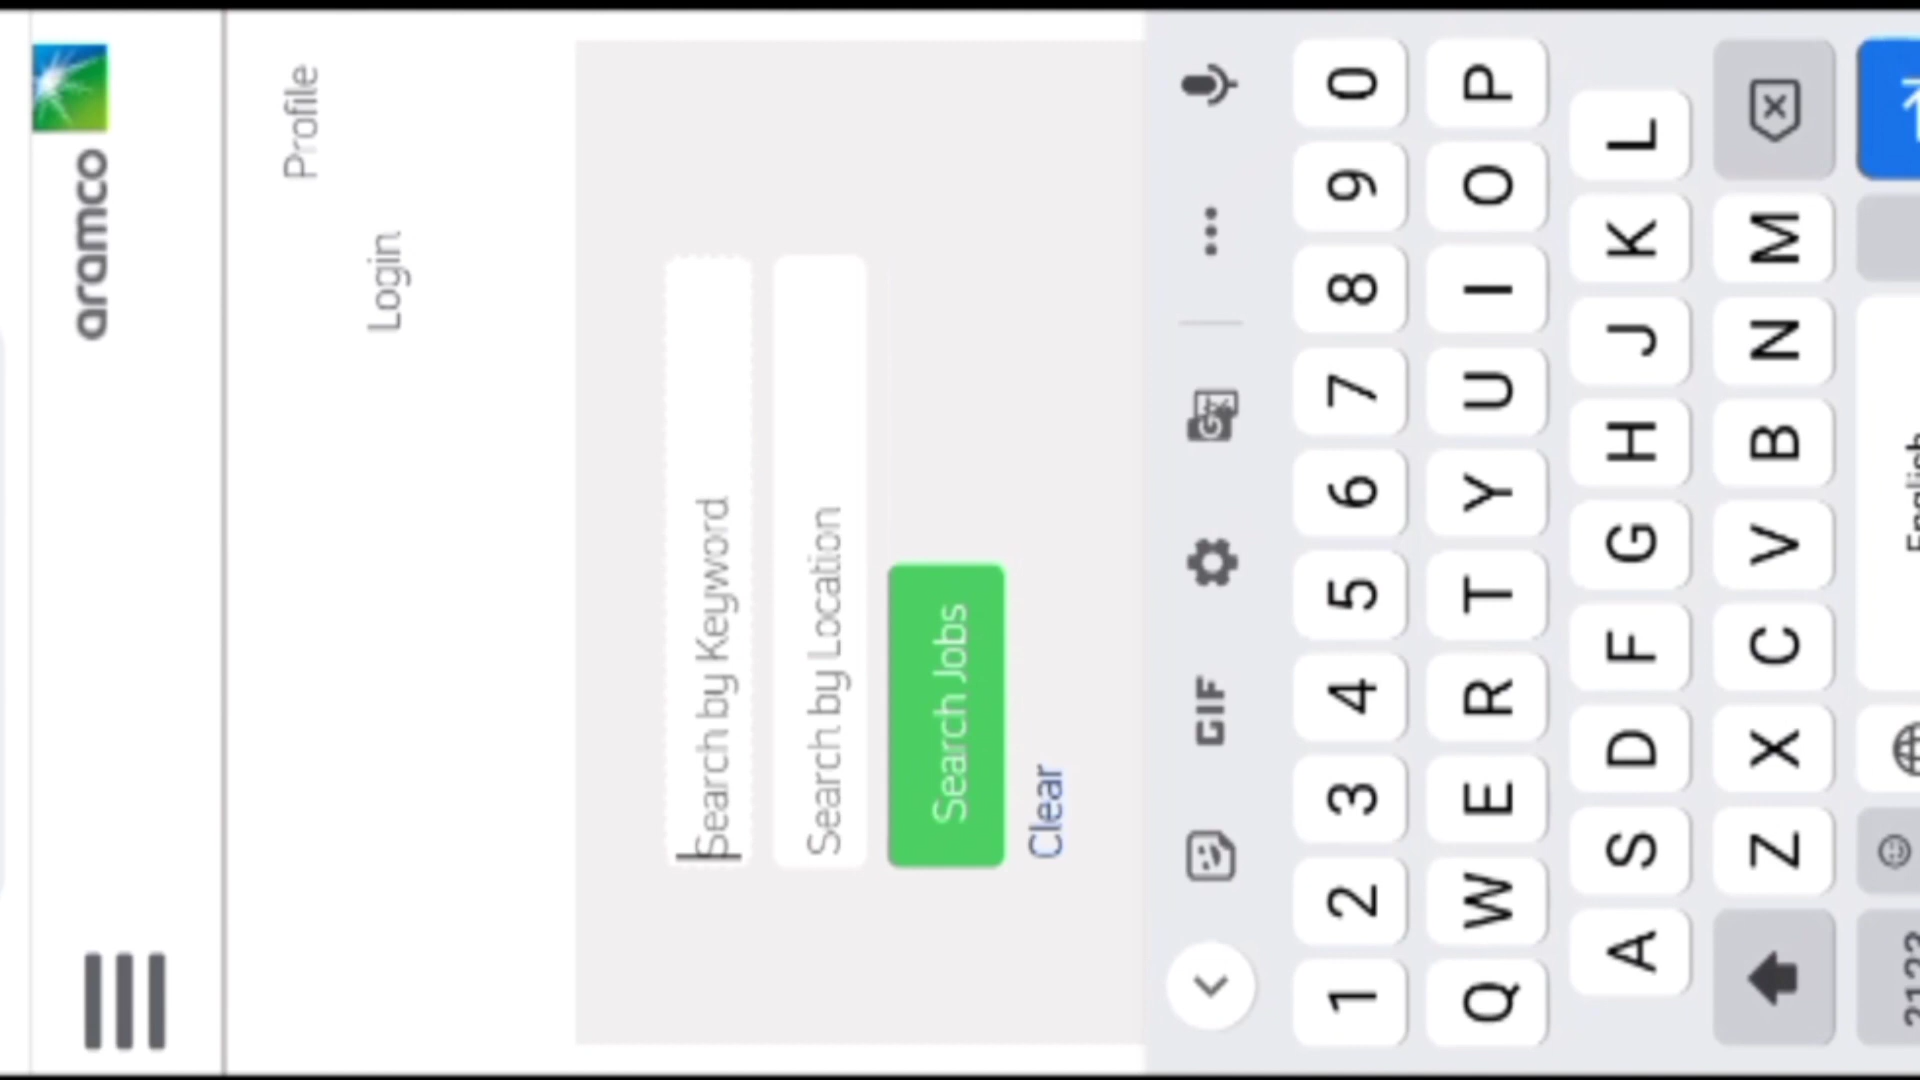 aramco
Profile
Login
Search by Keyword
Search by Location
Search Jobs
Clear
GIF
1 2 3 4 5 6 7 8 9 0
Q W E R T Y U I O P
A S D F G H J K L
Z X C V B N M
English